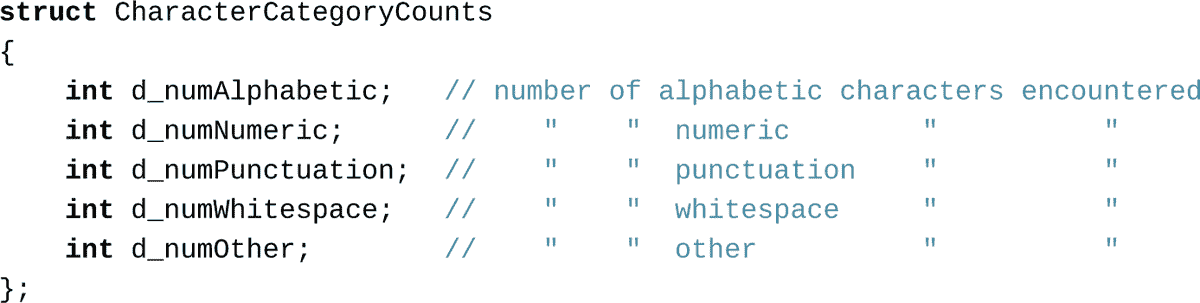 struct CharacterCategoryCounts
{
    int d_numAlphabetic;   // number of alphabetic characters encountered
    int d_numNumeric;      //    "    "  numeric        "          "
    int d_numPunctuation;  //    "    "  punctuation    "          "
    int d_numWhitespace;   //    "    "  whitespace     "          "
    int d_numOther;        //    "    "  other          "          "
};